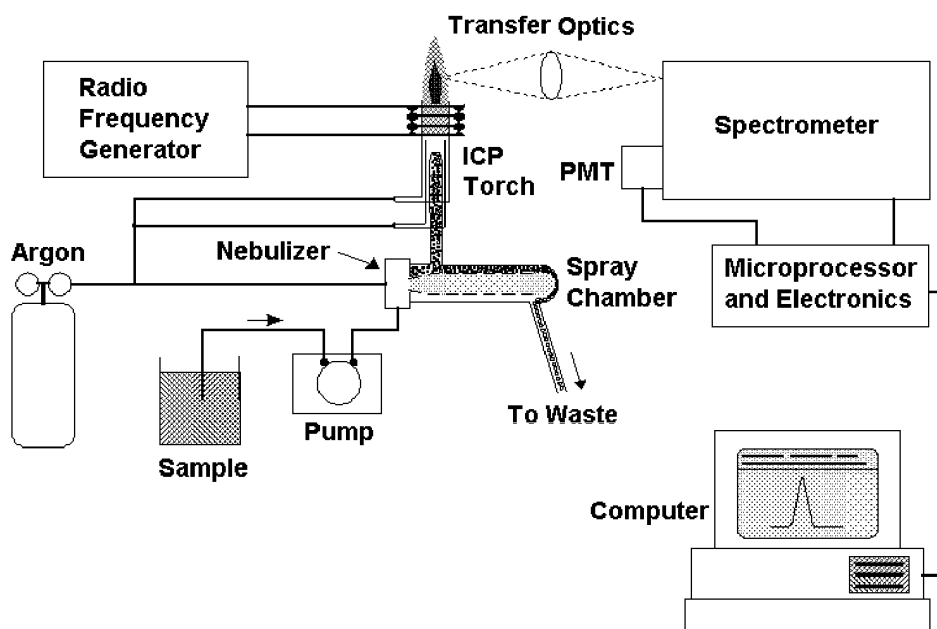 Transfer Optics
Radio
Frequency
Generator
Spectrometer
ICP
Torch
PMT
Nebulizer
Argon
Spray
Chamber
Microprocessor
and Electronics
To Waste
Pump
Sample
Computer